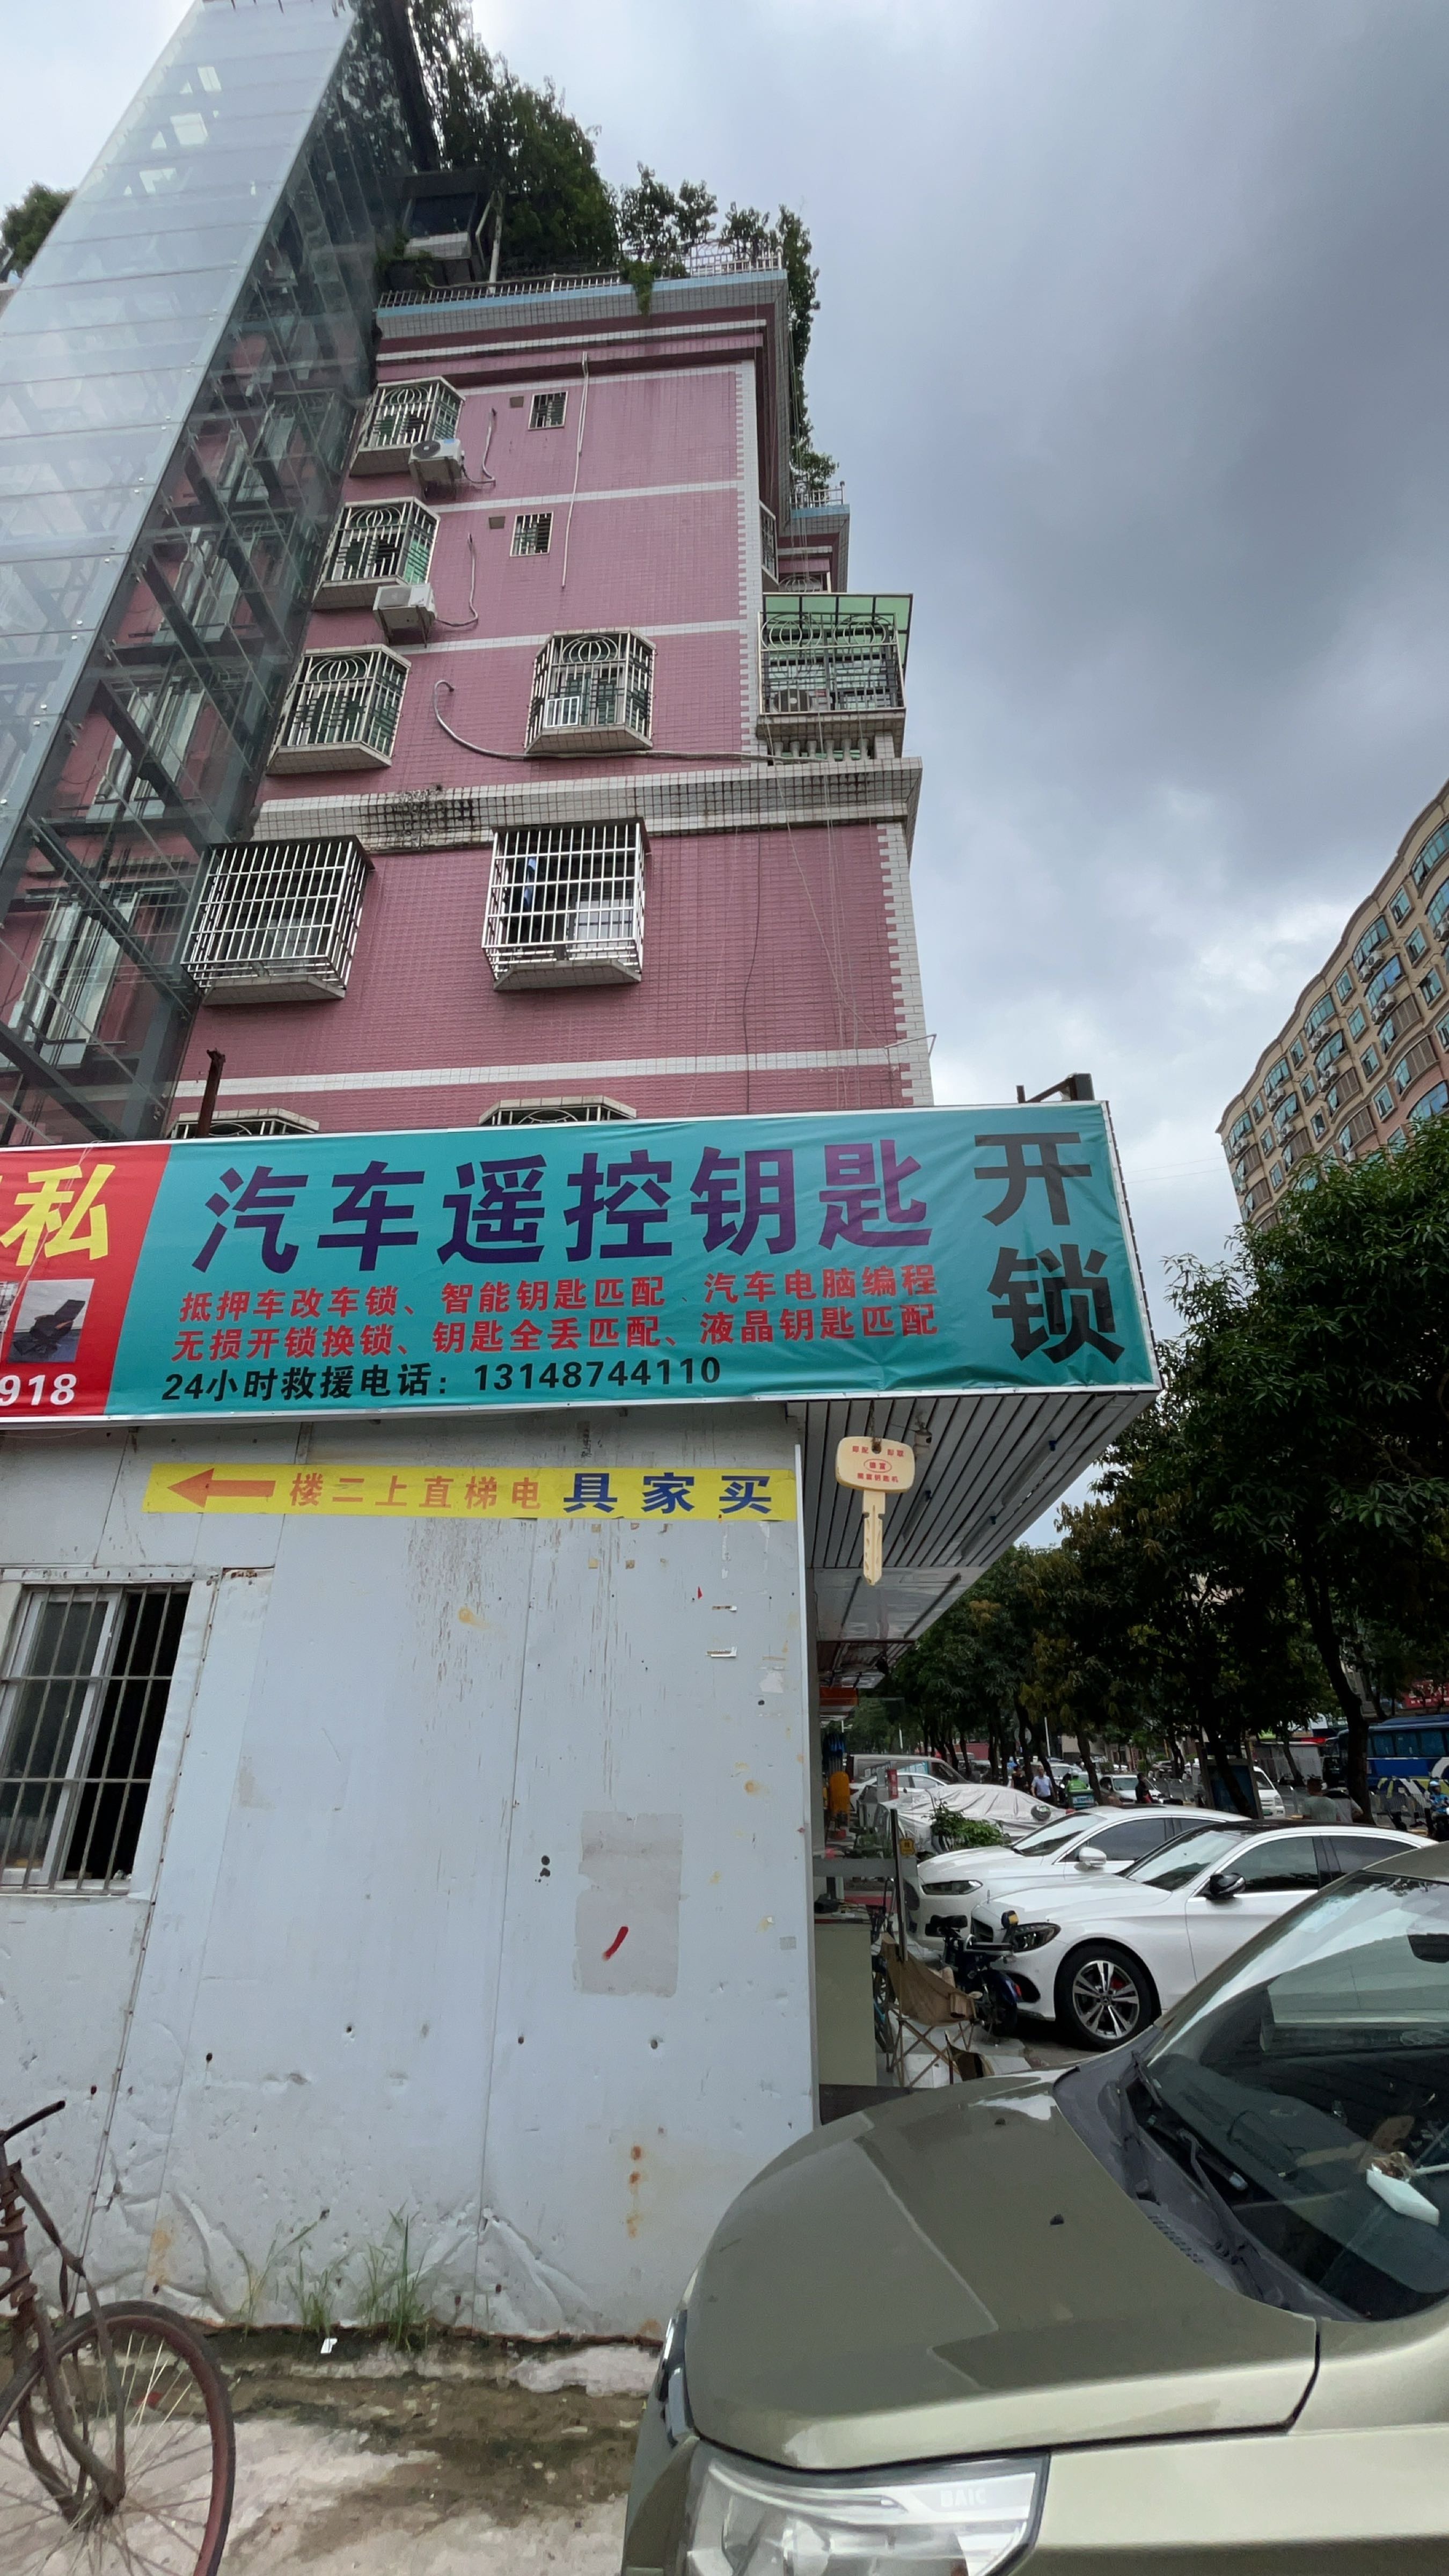 私
918
汽车遥控钥匙
开锁
抵押车改车锁、智能钥匙匹配、汽车电脑编程
无损开锁换锁、钥匙全丢匹配、液晶钥匙匹配
24小时救援电话：13148744110
楼二上直梯电 具家买
BAIC